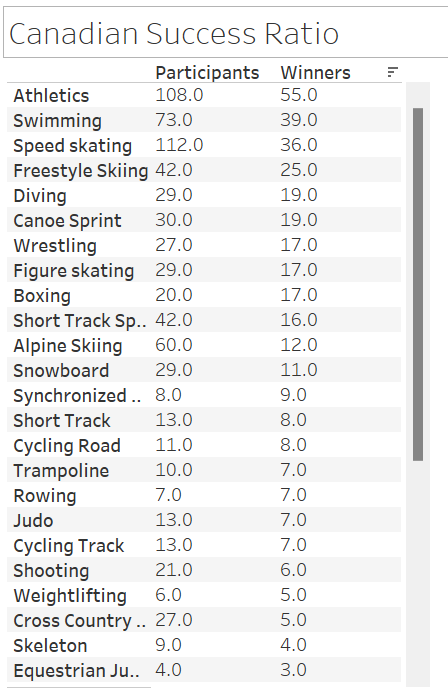 Canadian Success Ratio
Participants Winners
Athletics 108.0 55.0
Swimming 73.0 39.0
Speed skating 112.0 36.0
Freestyle Skiing 42.0 25.0
Diving 29.0 19.0
Canoe Sprint 30.0 19.0
Wrestling 27.0 17.0
Figure skating 29.0 17.0
Boxing 20.0 17.0
Short Track Sp.. 42.0 16.0
Alpine Skiing 60.0 12.0
Snowboard 29.0 11.0
Synchronized .. 8.0 9.0
Short Track 13.0 8.0
Cycling Road 11.0 8.0
Trampoline 10.0 7.0
Rowing 7.0 7.0
Judo 13.0 7.0
Cycling Track 13.0 7.0
Shooting 21.0 6.0
Weightlifting 6.0 5.0
Cross Country .. 27.0 5.0
Skeleton 9.0 4.0
Equestrian Ju.. 4.0 3.0